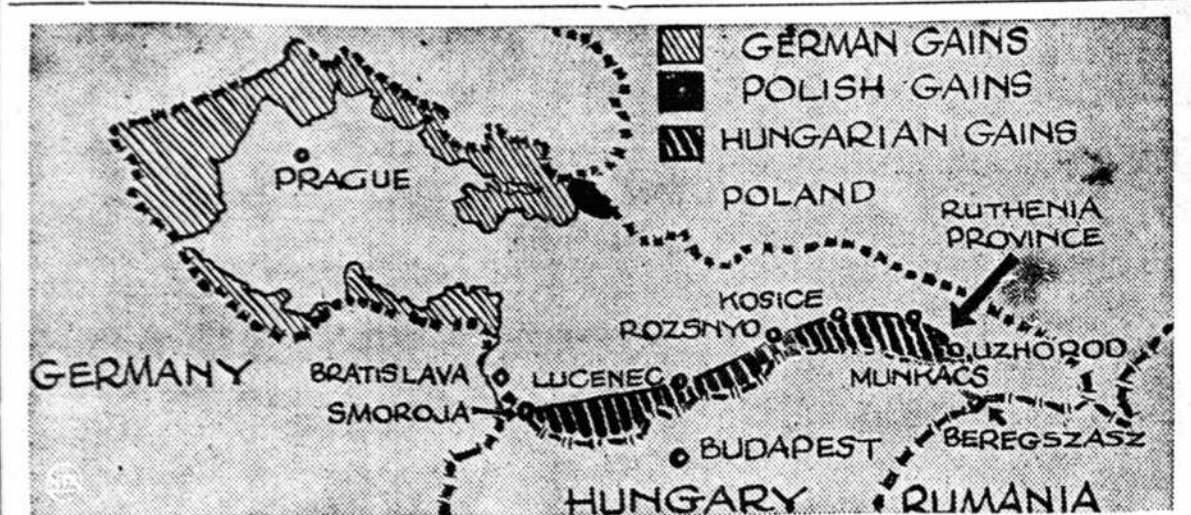 GERMAN GAINS
POLISH GAINS
HUNGARIAN GAINS
PRAGUE
POLAND
RUTHENIA
PROVINCE
KOSICE
ROZSNYO
UZHOROD
GERMANY
BRATISLAVA
LUCENEC
MUNKACS
SMOROJA
BEREGSZASZ
BUDAPEST
HUNGARY
RUMANIA